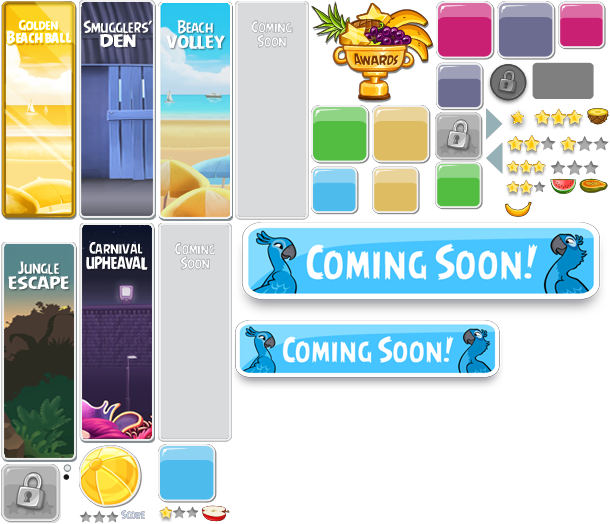 GOLDEN
BEACHBALL
SMUGGLERS'
DEN
BEACH
VOLLEY
COMING
SOON
AWARDS
JUNGLE
ESCAPE
CARNIVAL
UPHEAVAL
COMING
SOON
COMING SOON!
COMING SOON!
SCORE